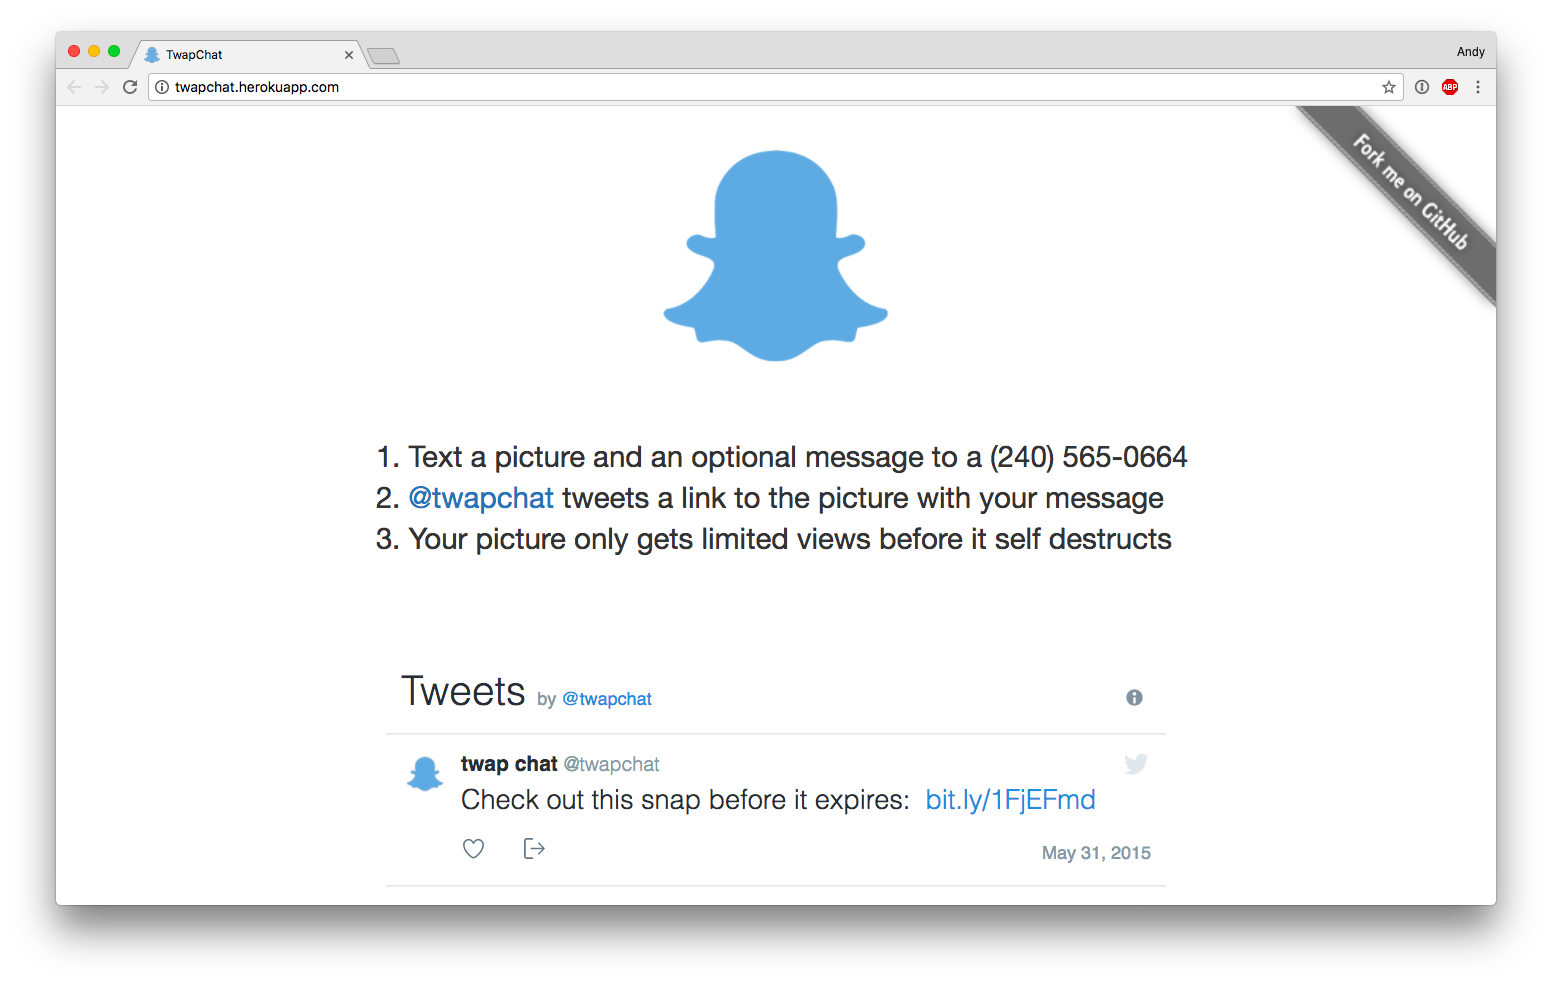 TwapChat
Andy
twapchat.herokuapp.com
ABP
Fork me on GitHub
1. Text a picture and an optional message to a (240) 565-0664
2. @twapchat tweets a link to the picture with your message
3. Your picture only gets limited views before it self destructs
Tweets by @twapchat
twap chat @twapchat
Check out this snap before it expires: bit.ly/1FjEFmd
May 31, 2015